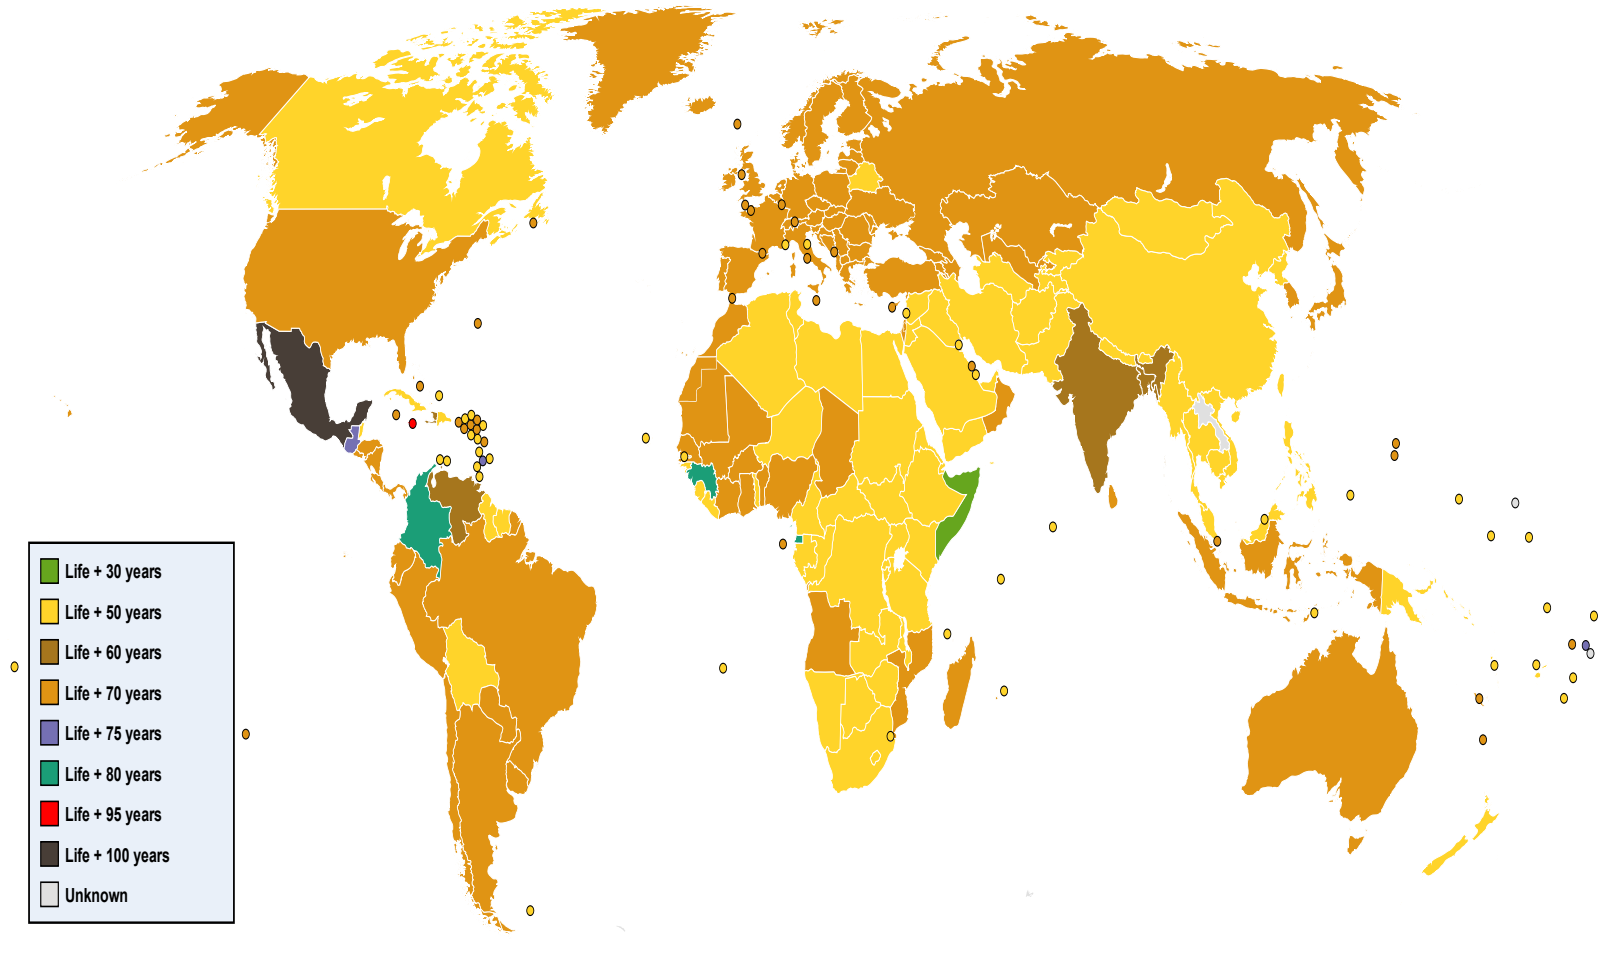 Life + 30 years
Life + 50 years
Life + 60 years
Life + 70 years
Life + 75 years
Life + 80 years
Life + 95 years
Life + 100 years
Unknown